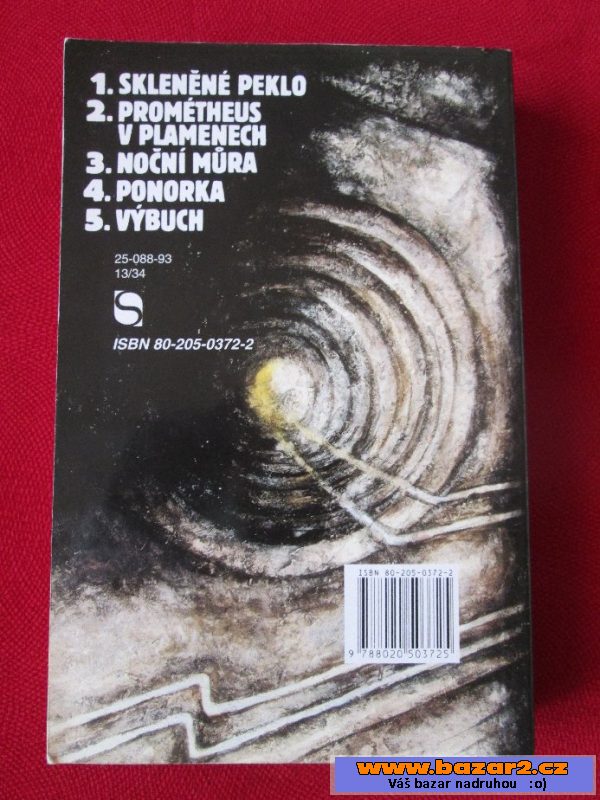 1. SKLENĚNÉ PEKLO
2. PROMÉTHEUS
V PLAMENECH
3. NOČNÍ MŮRA
4. PONORKA
5. VÝBUCH
25-088-93
13/34
S
ISBN 80-205-0372-2
ISBN 80-205-0372-2
9 788020 503725
www.bazar2.cz
Váš bazar nadruhou :o)